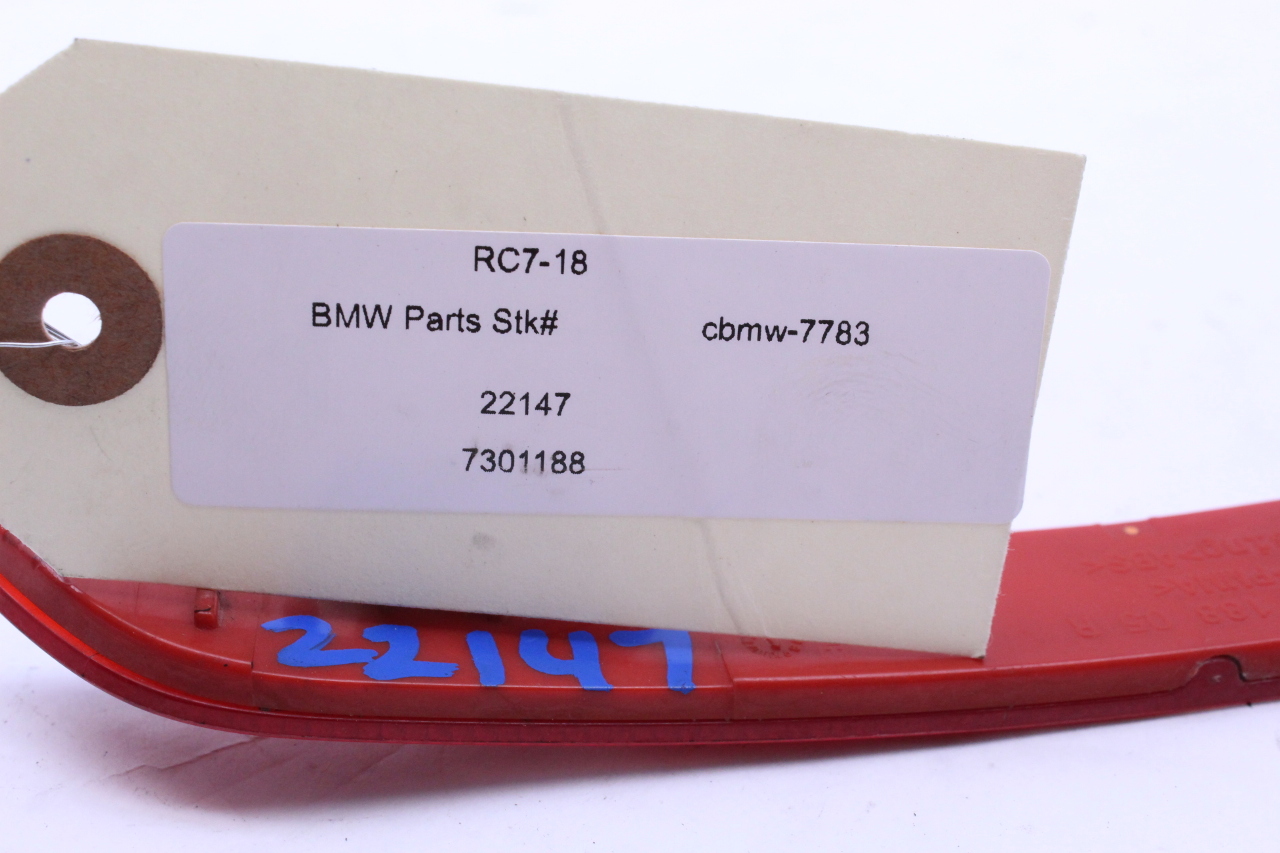 RC7-18
BMW Parts Stk# cbmw-7783
22147
7301188
22147